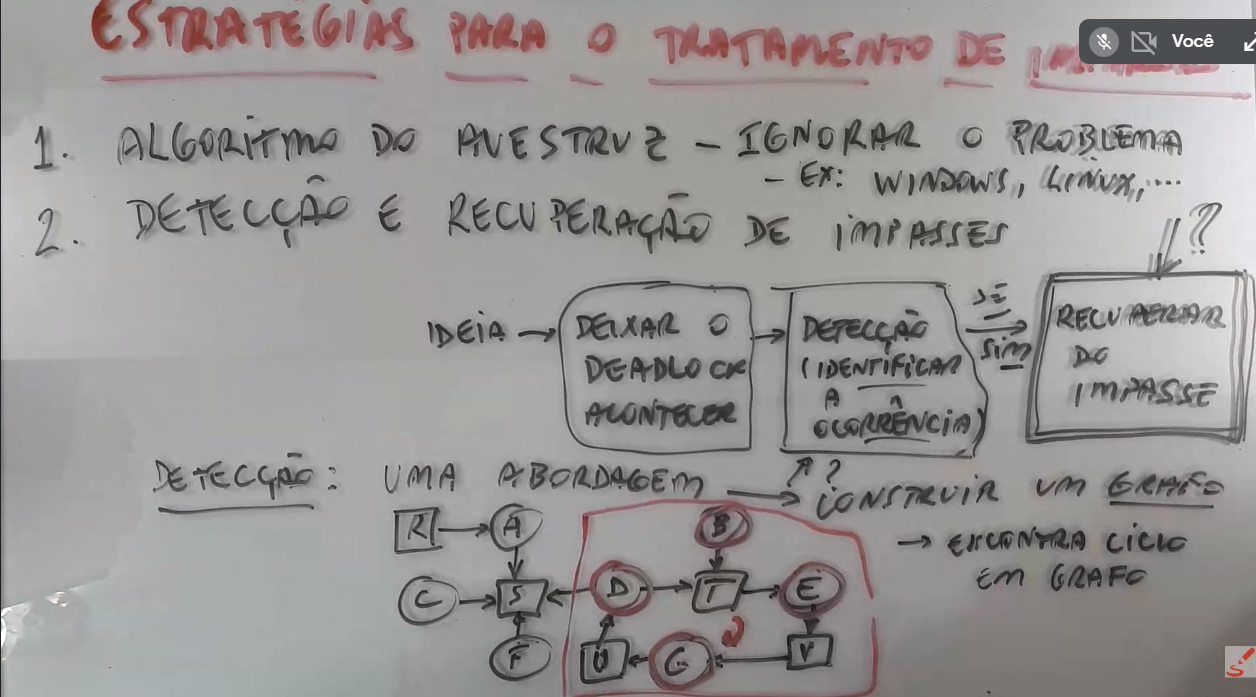 ESTRATÉGIAS PARA O TRATAMENTO DE
Você
1. ALGORITMO DO AVESTRUZ - IGNORAR O PROBLEMA
- EX: WINDOWS, LINUX,....
2. DETECÇÃO E RECUPERAÇÃO DE IMPASSES
?
IDEIA → DEIXAR O DEADLOCK ACONTECER → DETECÇÃO (IDENTIFICAR A OCORRÊNCIA) SE SIM → RECUPERAR DO IMPASSE
?
DETECÇÃO: UMA ABORDAGEM → CONSTRUIR UM GRAFO
→ ENCONTRA CICLO
EM GRAFO
R → A B
C → S ← D → T → E
F U ← G ← V